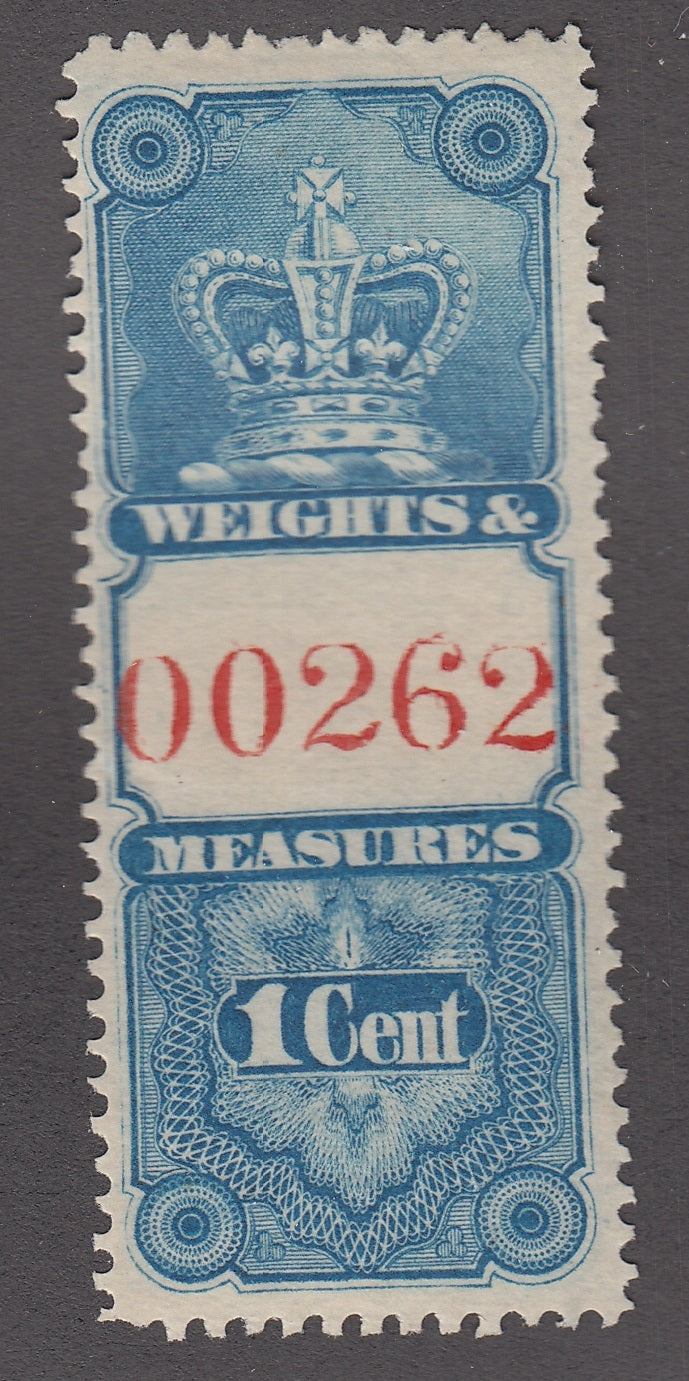 WEIGHTS &
00262
MEASURES
1 Cent